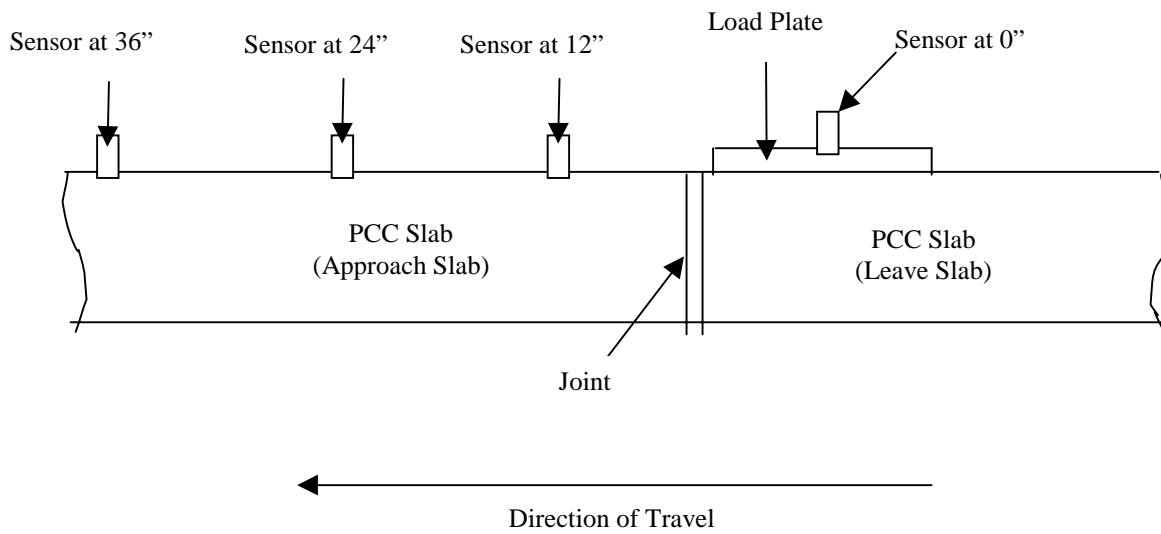 Sensor at 36”
Sensor at 24”
Sensor at 12”
Load Plate
Sensor at 0”
PCC Slab
(Approach Slab)
PCC Slab
(Leave Slab)
Joint
Direction of Travel